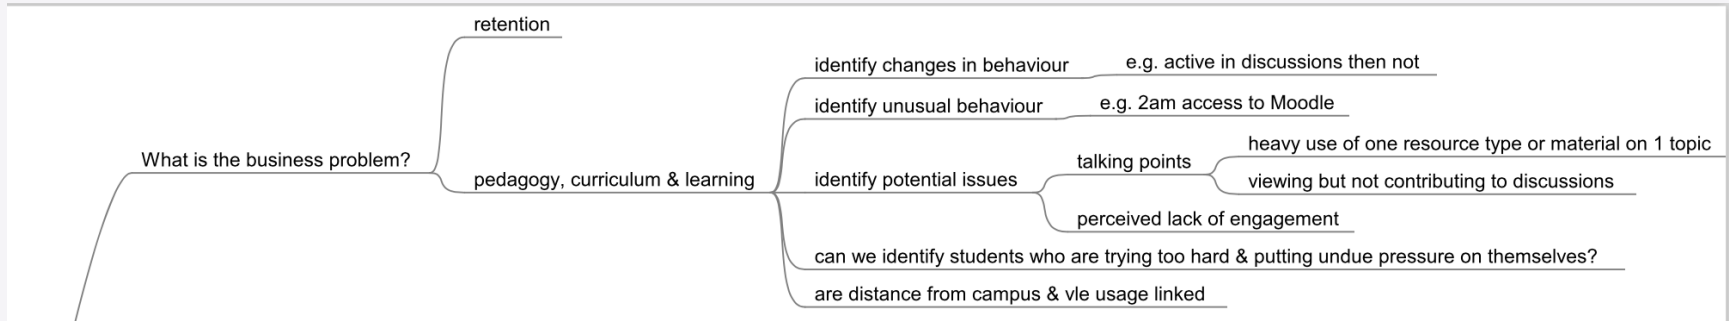 retention
identify changes in behaviour
e.g. active in discussions then not
identify unusual behaviour
e.g. 2am access to Moodle
What is the business problem?
pedagogy, curriculum & learning
identify potential issues
talking points
heavy use of one resource type or material on 1 topic
viewing but not contributing to discussions
perceived lack of engagement
can we identify students who are trying too hard & putting undue pressure on themselves?
are distance from campus & vle usage linked